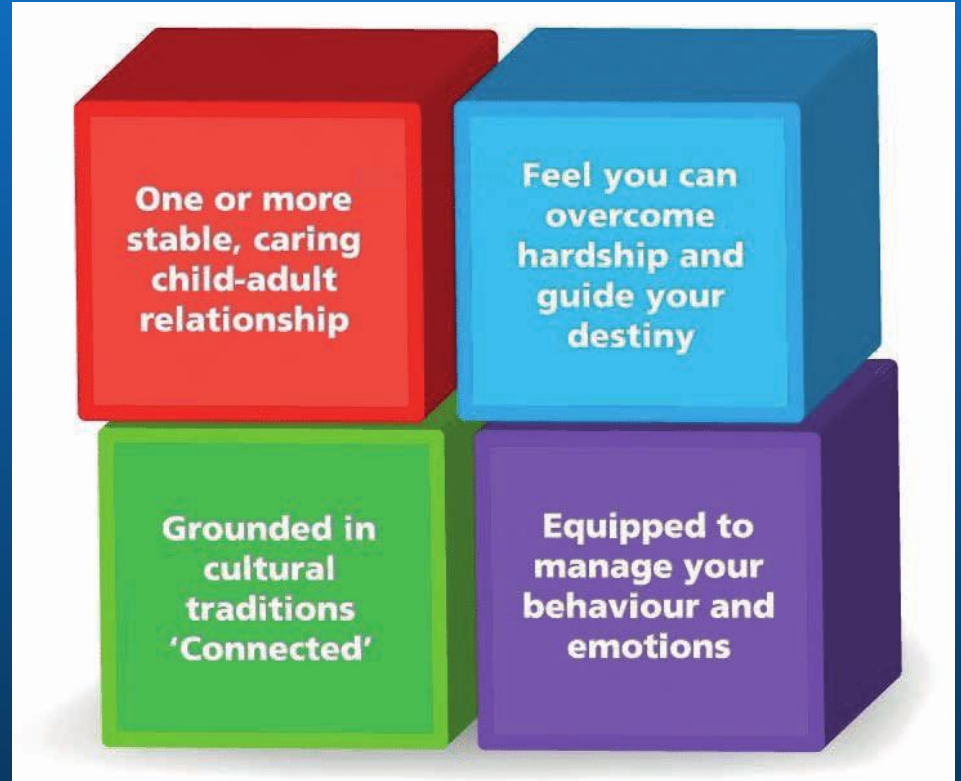 One or more
stable, caring
child-adult
relationship
Feel you can
overcome
hardship and
guide your
destiny
Grounded in
cultural
traditions
‘Connected’
Equipped to
manage your
behaviour and
emotions